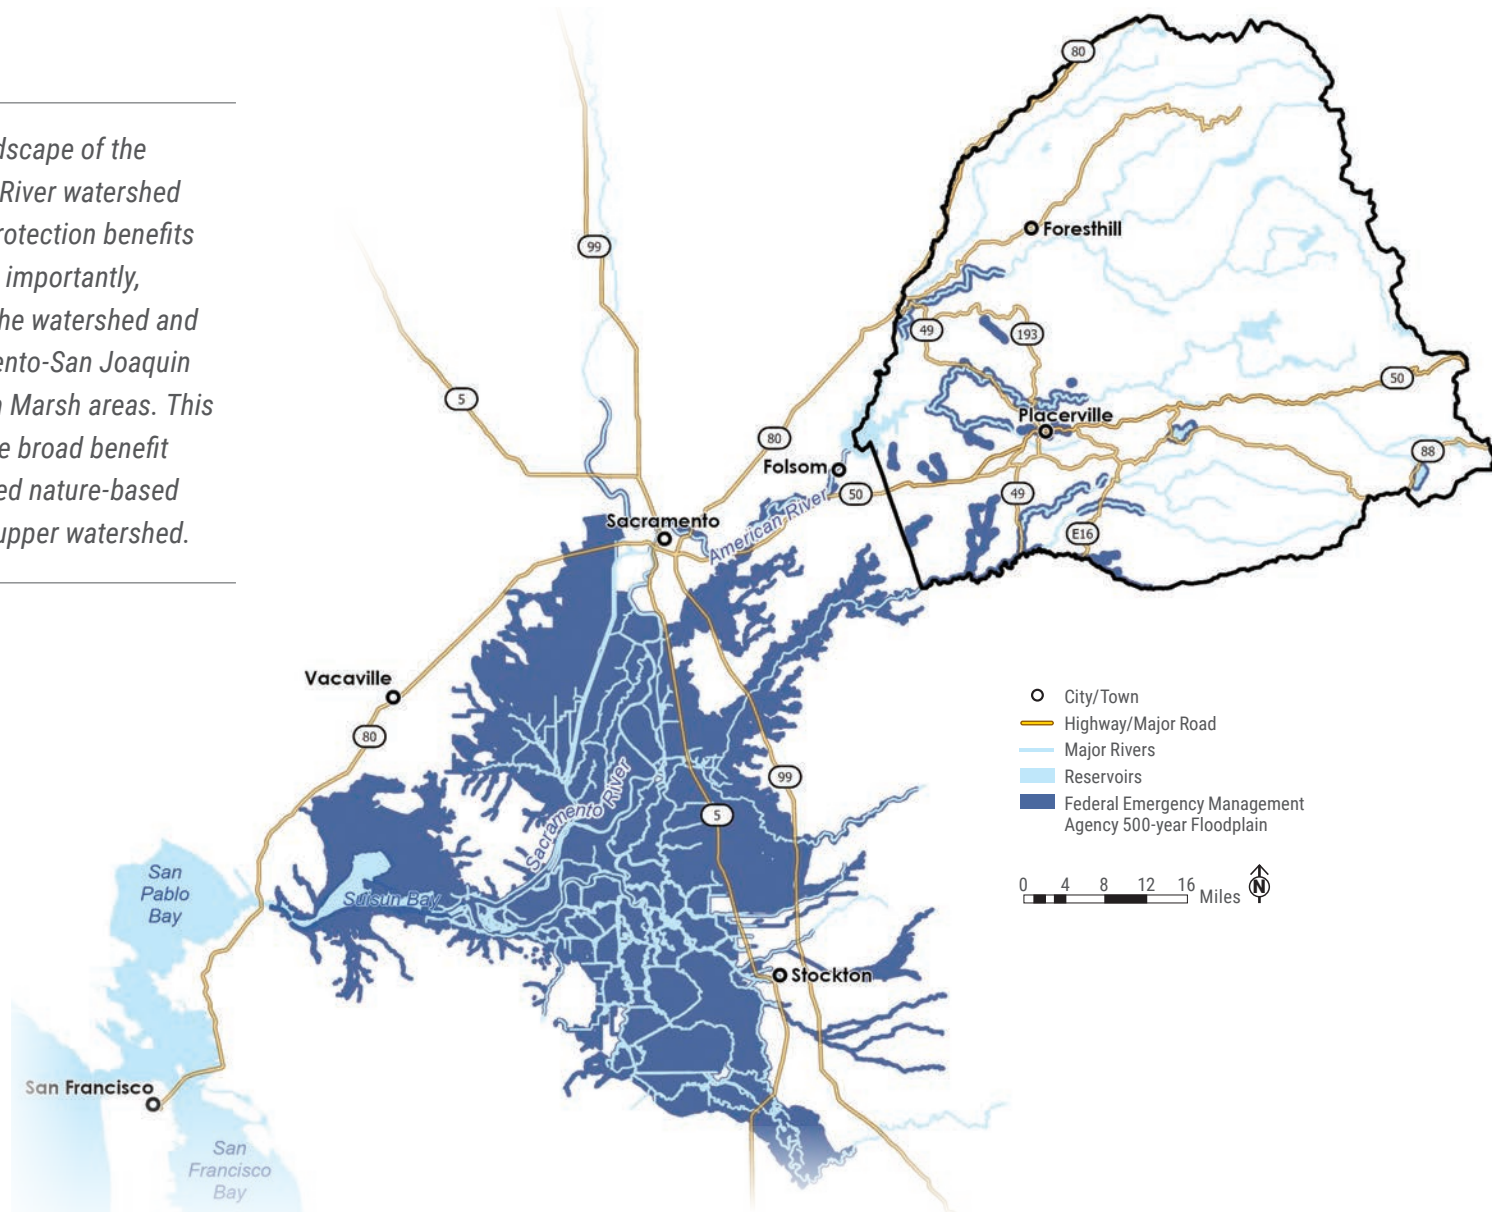 dscape of the
River watershed
rotection benefits
importantly,
he watershed and
ento-San Joaquin
Marsh areas. This
e broad benefit
ed nature-based
upper watershed.
80
99
Foresthill
49
193
50
5
Placerville
80
Folsom
88
50
49
Sacramento
American River
E16
Vacaville
80
99
5
Sacramento River
San
Pablo
Bay
Suisun Bay
Stockton
San Francisco
San
Francisco
Bay
City/Town
Highway/Major Road
Major Rivers
Reservoirs
Federal Emergency Management
Agency 500-year Floodplain
0 4 8 12 16 Miles N